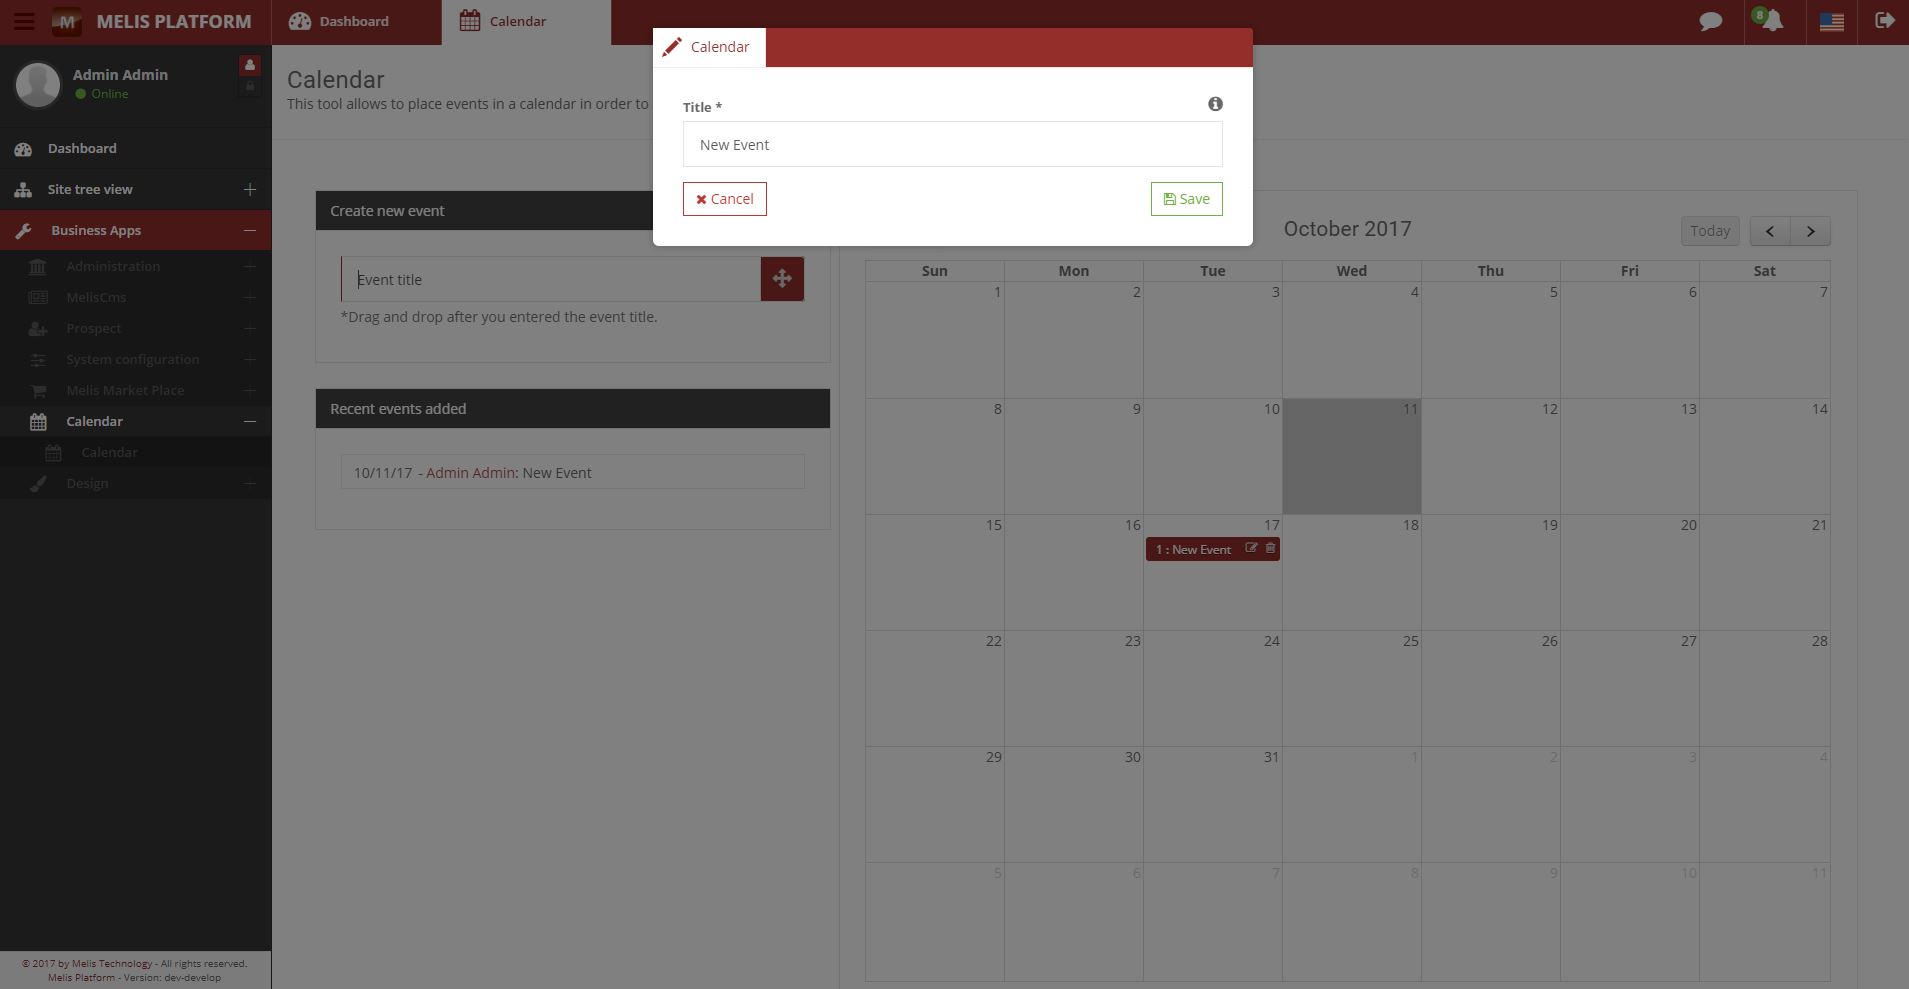 M MELIS PLATFORM
Dashboard
Calendar
8
Admin Admin
Online
Dashboard
Site tree view
Business Apps
Administration
MelisCms
Prospect
System configuration
Melis Market Place
Calendar
Calendar
Design
© 2017 by Melis Technology - All rights reserved.
Melis Platform - Version: dev-develop
Calendar
This tool allows to place events in a calendar in order to
Calendar
Title *
New Event
Cancel
Save
Create new event
Event title
*Drag and drop after you entered the event title.
Recent events added
10/11/17 - Admin Admin: New Event
October 2017
Today
Sun Mon Tue Wed Thu Fri Sat
1 2 3 4 5 6 7
8 9 10 11 12 13 14
15 16 17 18 19 20 21
1 : New Event
22 23 24 25 26 27 28
29 30 31 1 2 3 4
5 6 7 8 9 10 11